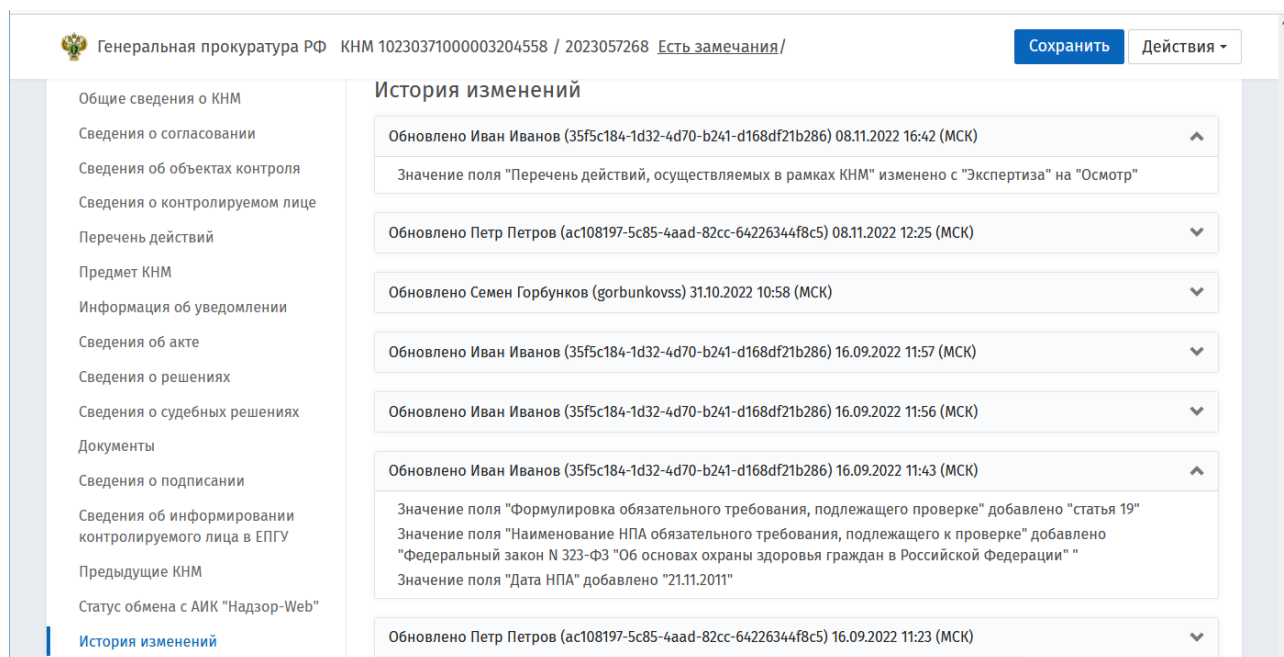 Генеральная прокуратура РФ КНМ 10230371000003204558 / 2023057268 Есть замечания/
Сохранить
Действия
Общие сведения о КНМ
Сведения о согласовании
Сведения об объектах контроля
Сведения о контролируемом лице
Перечень действий
Предмет КНМ
Информация об уведомлении
Сведения об акте
Сведения о решениях
Сведения о судебных решениях
Документы
Сведения о подписании
Сведения об информировании
контролируемого лица в ЕПГУ
Предыдущие КНМ
Статус обмена с АИК "Надзор-Web"
История изменений
История изменений
Обновлено Иван Иванов (35f5c184-1d32-4d70-b241-d168df21b286) 08.11.2022 16:42 (МСК)
Значение поля "Перечень действий, осуществляемых в рамках КНМ" изменено с "Экспертиза" на "Осмотр"
Обновлено Петр Петров (ac108197-5c85-4aad-82cc-64226344f8c5) 08.11.2022 12:25 (МСК)
Обновлено Семен Горбунков (gorbunkovss) 31.10.2022 10:58 (МСК)
Обновлено Иван Иванов (35f5c184-1d32-4d70-b241-d168df21b286) 16.09.2022 11:57 (МСК)
Обновлено Иван Иванов (35f5c184-1d32-4d70-b241-d168df21b286) 16.09.2022 11:56 (МСК)
Обновлено Иван Иванов (35f5c184-1d32-4d70-b241-d168df21b286) 16.09.2022 11:43 (МСК)
Значение поля "Формулировка обязательного требования, подлежащего проверке" добавлено "статья 19"
Значение поля "Наименование НПА обязательного требования, подлежащего к проверке" добавлено
"Федеральный закон N 323-ФЗ "Об основах охраны здоровья граждан в Российской Федерации" "
Значение поля "Дата НПА" добавлено "21.11.2011"
Обновлено Петр Петров (ac108197-5c85-4aad-82cc-64226344f8c5) 16.09.2022 11:23 (МСК)